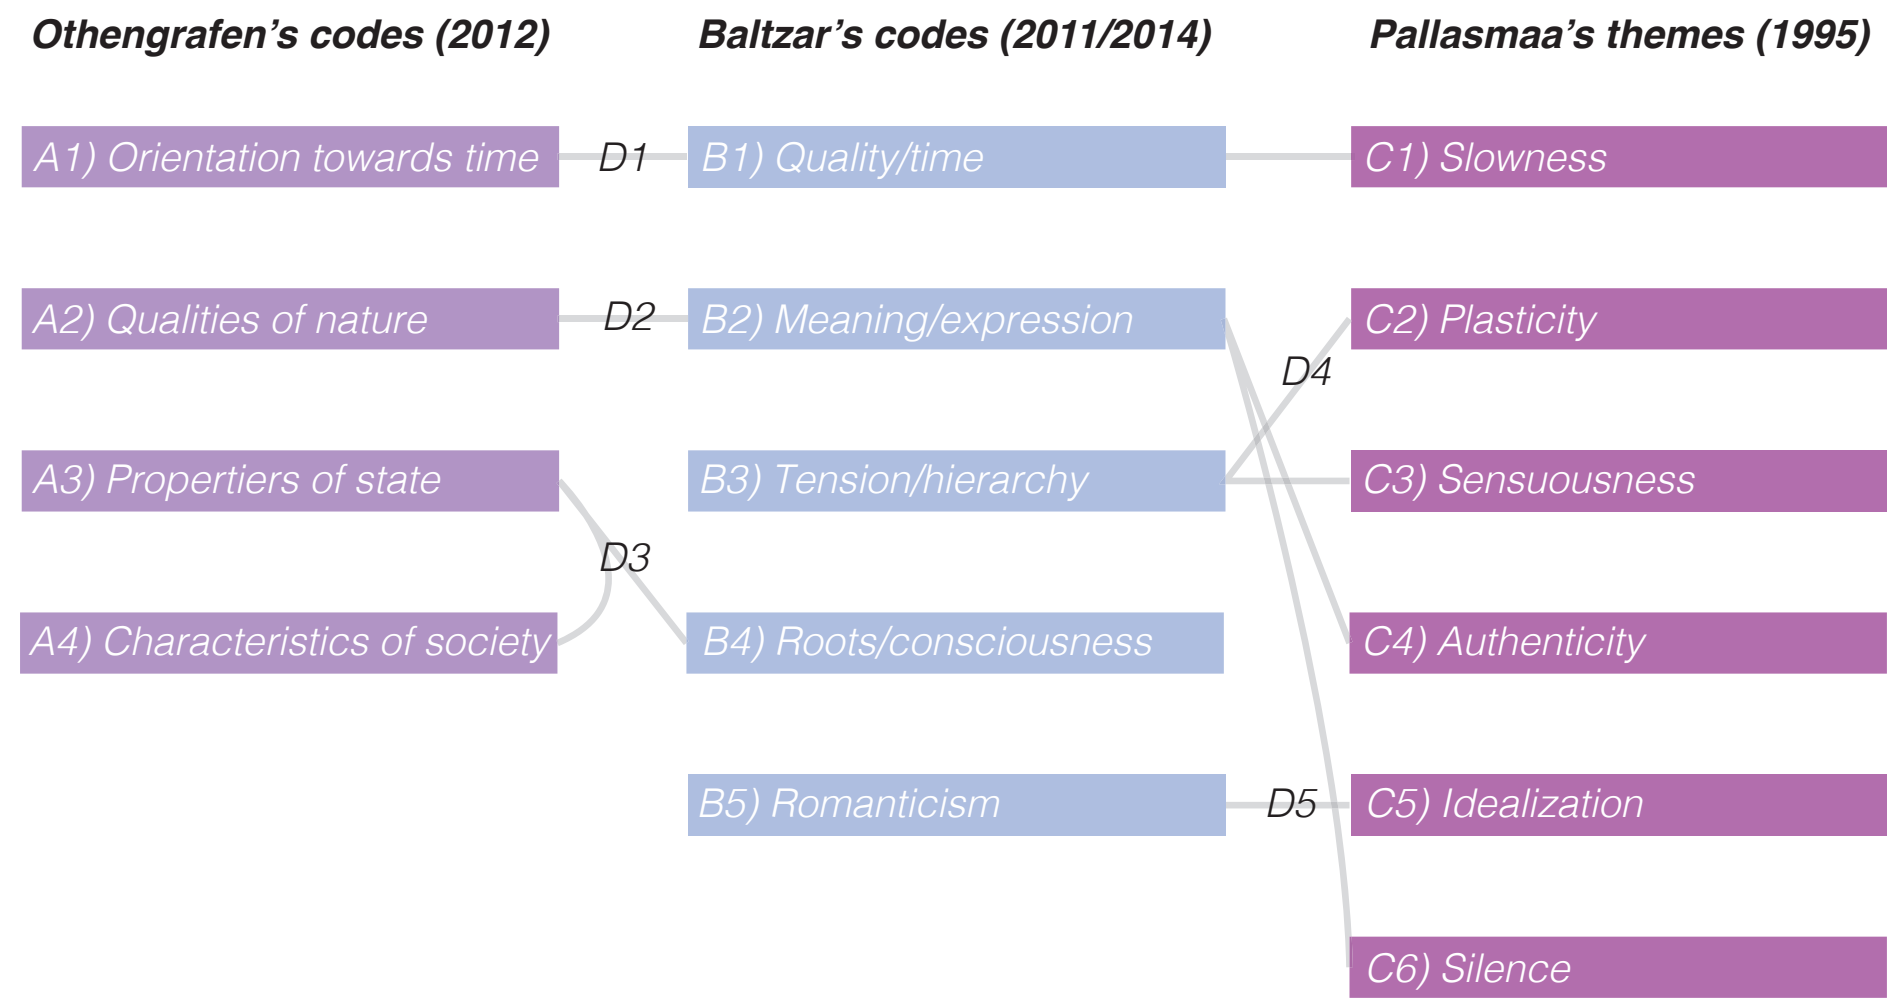 Othengrafen’s codes (2012)
Baltzar’s codes (2011/2014)
Pallasmaa’s themes (1995)
A1) Orientation towards time
D1
B1) Quality/time
C1) Slowness
A2) Qualities of nature
D2
B2) Meaning/expression
C2) Plasticity
D4
A3) Propertiers of state
B3) Tension/hierarchy
C3) Sensuousness
D3
A4) Characteristics of society
B4) Roots/consciousness
C4) Authenticity
B5) Romanticism
D5
C5) Idealization
C6) Silence